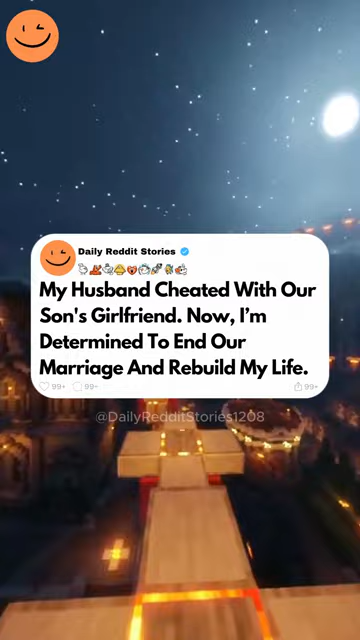 Daily Reddit Stories
My Husband Cheated With Our
Son's Girlfriend. Now, I'm
Determined To End Our
Marriage And Rebuild My Life.
99+ 99+ 99+
@DailyRedditStories1208